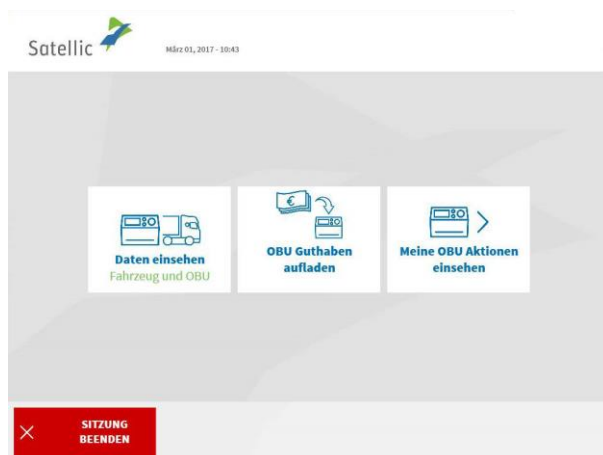 Satellic
März 01, 2017 - 10:43
€
Daten einsehen
Fahrzeug und OBU
OBU Guthaben
aufladen
Meine OBU Aktionen
einsehen
SITZUNG
BEENDEN